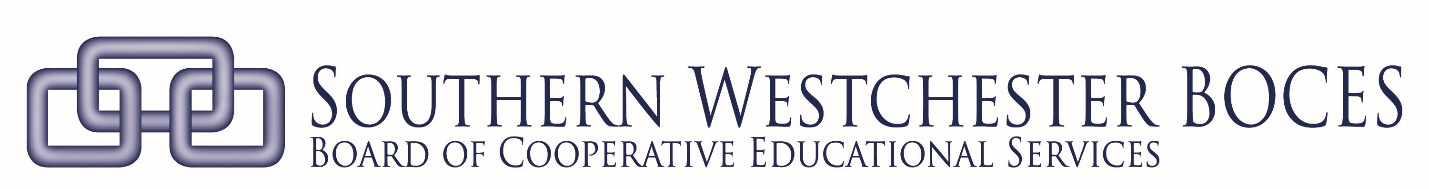 Southern Westchester BOCES
Board of Cooperative Educational Services